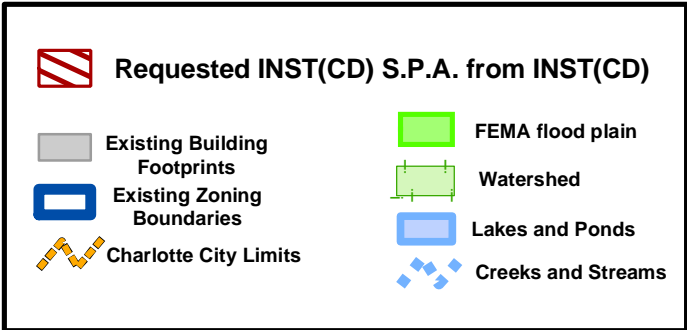 Requested INST(CD) S.P.A. from INST(CD)
Existing Building
Footprints
Existing Zoning
Boundaries
Charlotte City Limits
FEMA flood plain
Watershed
Lakes and Ponds
Creeks and Streams